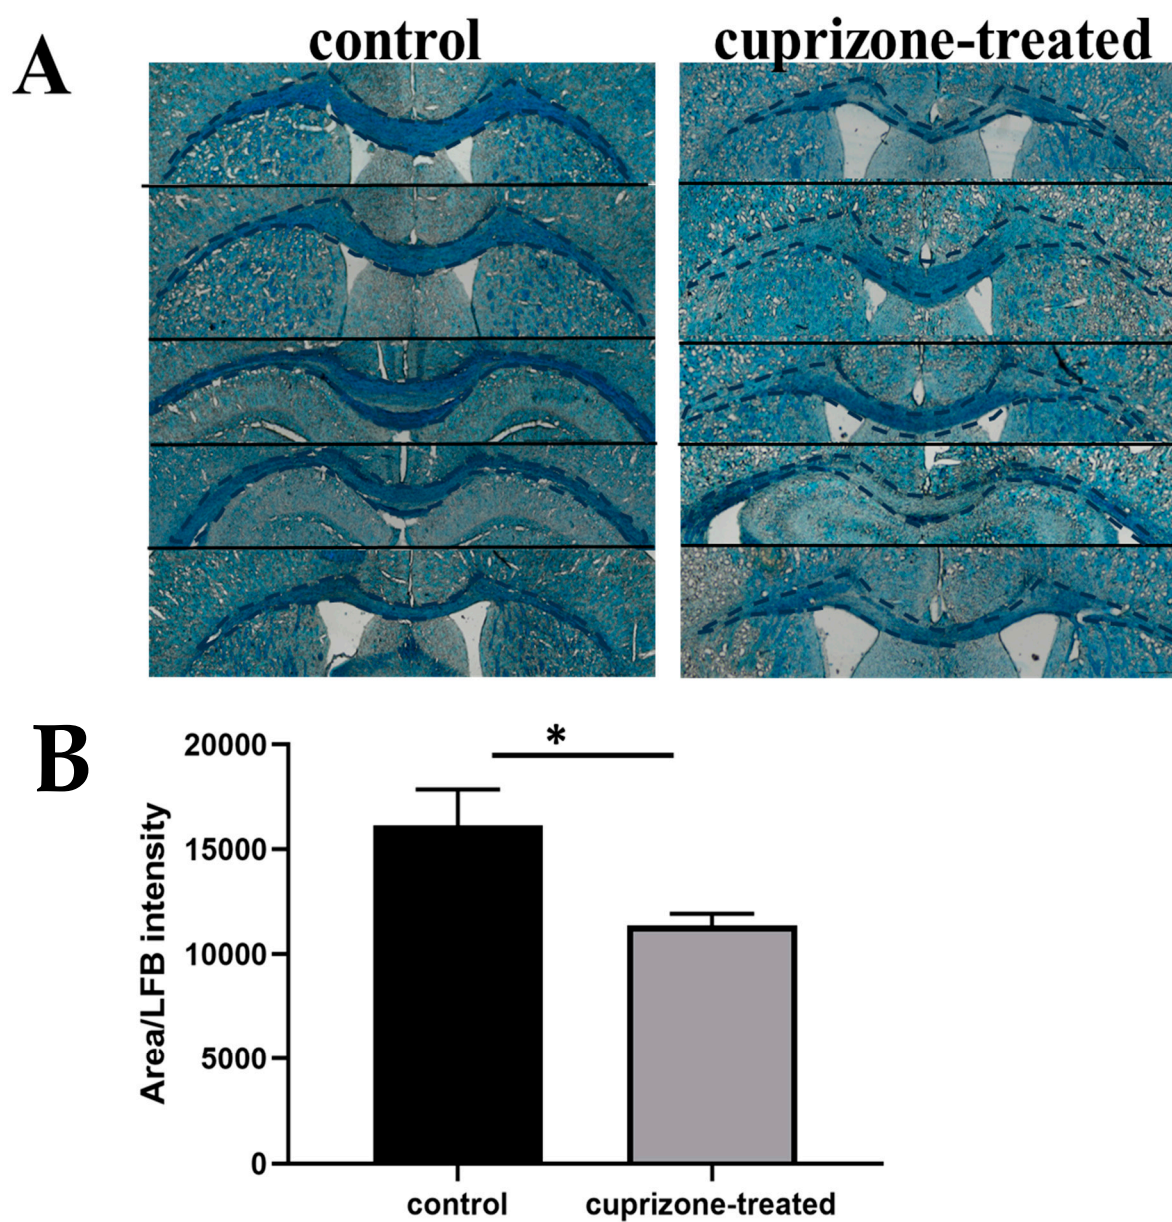 A
control
cuprizone-treated
B
*
20000
15000
10000
5000
0
Area/LFB intensity
control
cuprizone-treated